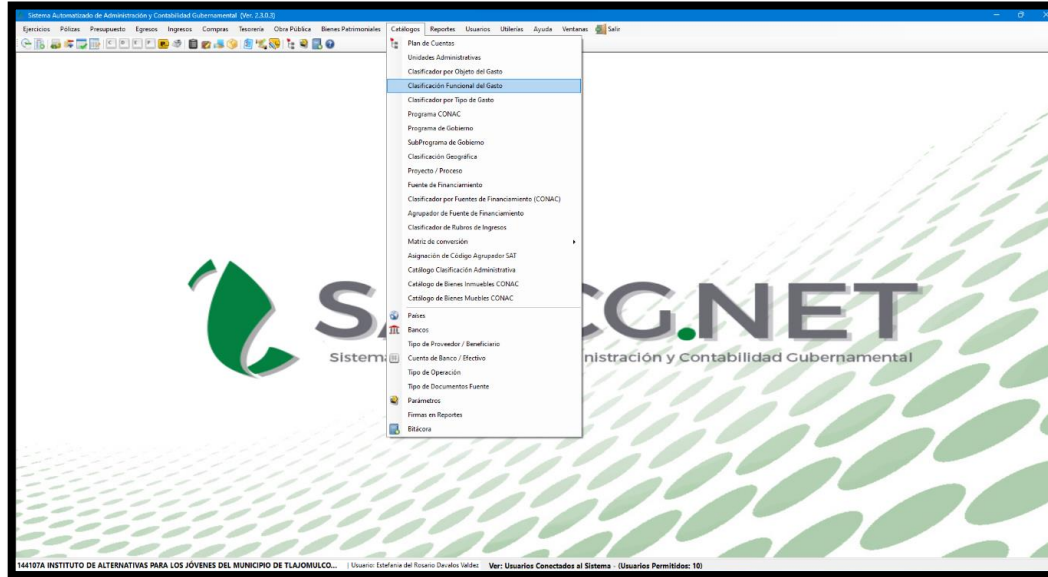 Sistema Automatizado de Administración y Contabilidad Gubernamental (Ver. 2.3.0.3)
Ejercicios Pólizas Presupuesto Egresos Ingresos Compras Tesorería Obra Pública Bienes Patrimoniales Catálogos Reportes Usuarios Utilerías Ayuda Ventanas Salir
Plan de Cuentas
Unidades Administrativas
Clasificador por Objeto del Gasto
Clasificación Funcional del Gasto
Clasificador por Tipo de Gasto
Programa CONAC
Programa de Gobierno
SubPrograma de Gobierno
Clasificación Geográfica
Proyecto / Proceso
Fuente de Financiamiento
Clasificador por Fuentes de Financiamiento (CONAC)
Agrupador de Fuente de Financiamiento
Clasificador de Rubros de Ingresos
Matriz de conversión
Asignación de Código Agrupador SAT
Catálogo Clasificación Administrativa
Catálogo de Bienes Inmuebles CONAC
Catálogo de Bienes Muebles CONAC
Países
Bancos
Tipo de Proveedor / Beneficiario
Cuenta de Banco / Efectivo
Tipo de Operación
Tipo de Documentos Fuente
Parámetros
Firmas en Reportes
Bitácora
S CG.NET
Sistem nistración y Contabilidad Gubernamental
144107A INSTITUTO DE ALTERNATIVAS PARA LOS JÓVENES DEL MUNICIPIO DE TLAJOMULCO... | Usuario: Estefania del Rosario Davalos Valdez Ver: Usuarios Conectados al Sistema - (Usuarios Permitidos: 10)